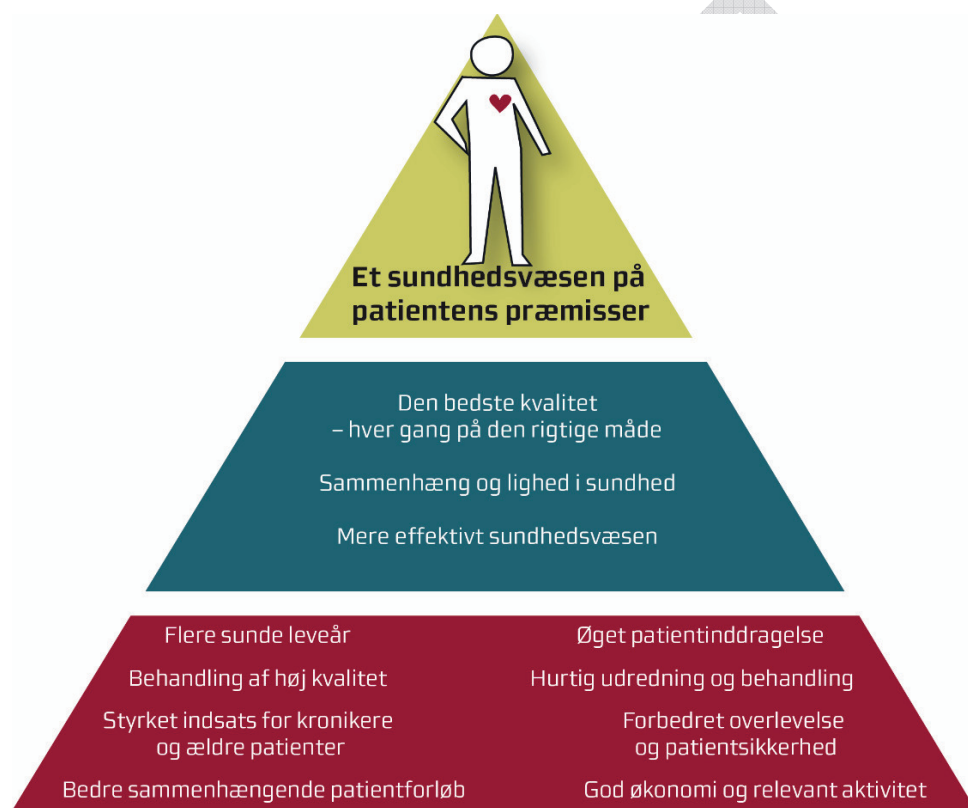 Et sundhedsvæsen på
patientens præmisser
Den bedste kvalitet
– hver gang på den rigtige måde
Sammenhæng og lighed i sundhed
Mere effektivt sundhedsvæsen
Flere sunde leveår
Behandling af høj kvalitet
Styrket indsats for kronikere
og ældre patienter
Bedre sammenhængende patientforløb
Øget patientinddragelse
Hurtig udredning og behandling
Forbedret overlevelse
og patientsikkerhed
God økonomi og relevant aktivitet